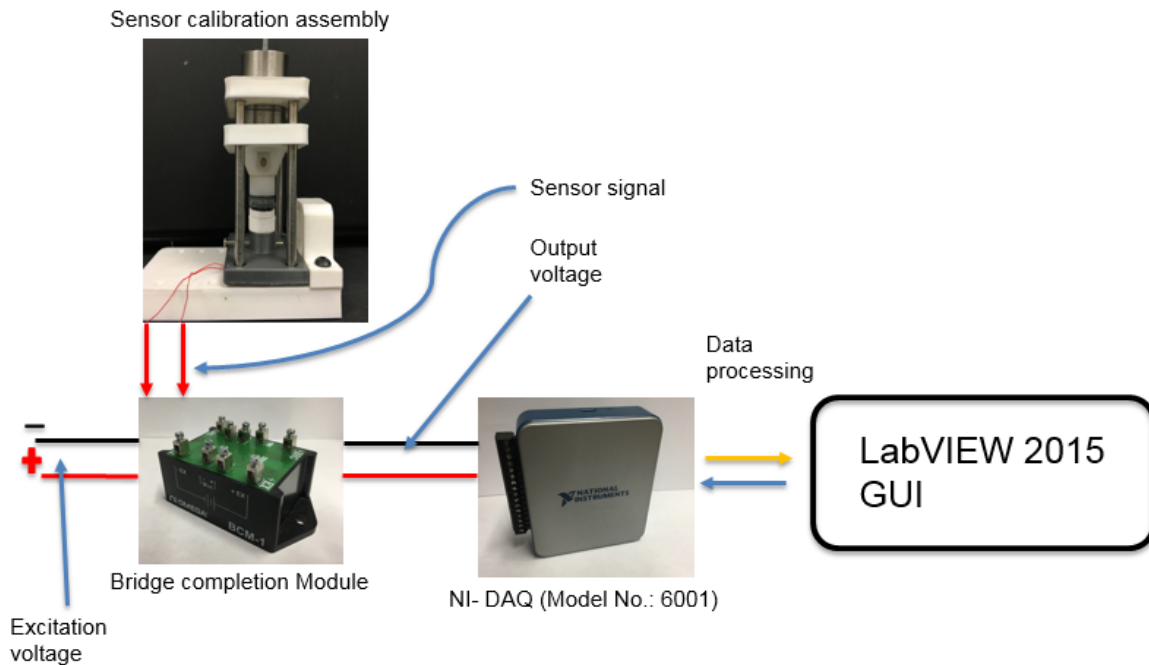 Sensor calibration assembly
Sensor signal
Output
voltage
Data
processing
−
+
LabVIEW 2015
GUI
NATIONAL
INSTRUMENTS
OMEGA
BCM-1
Bridge completion Module
NI- DAQ (Model No.: 6001)
Excitation
voltage